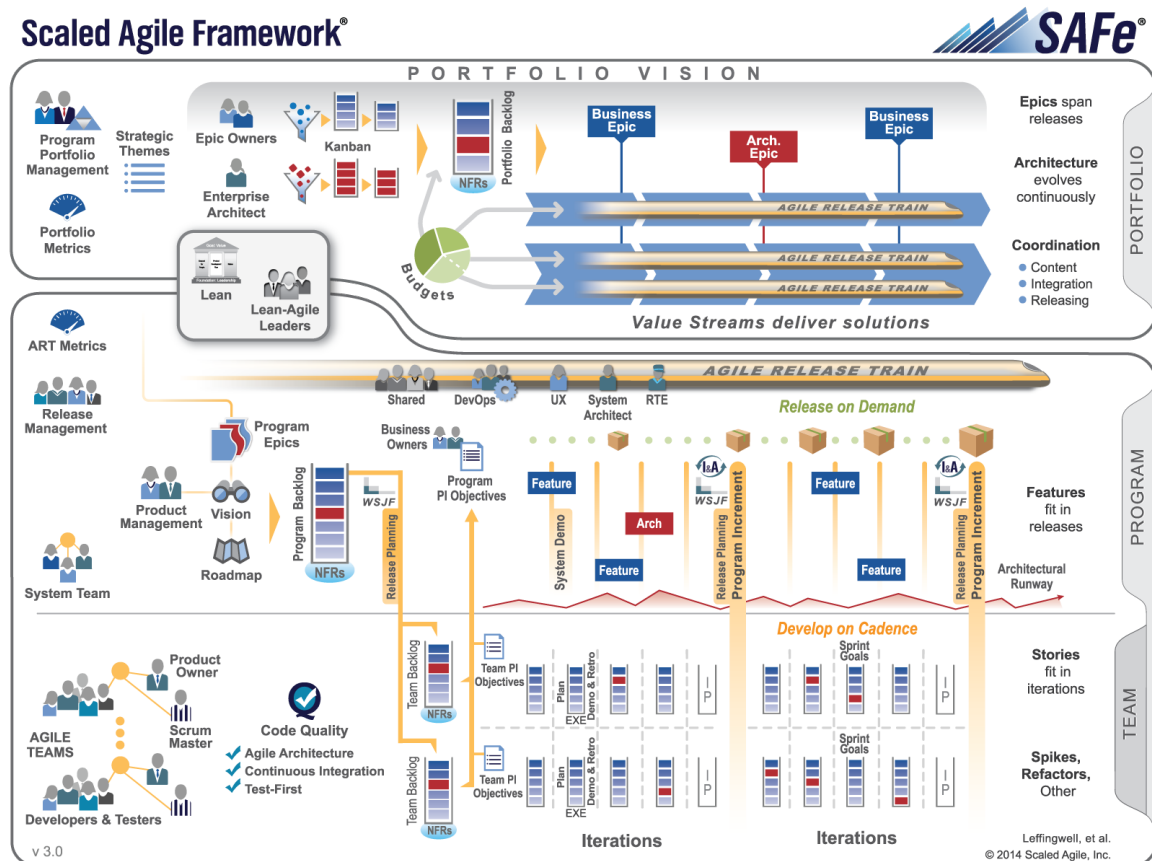 Scaled Agile Framework®
SAFe®
PORTFOLIO VISION
Program
Portfolio
Management
Strategic
Themes
Portfolio
Metrics
Epic Owners
Enterprise
Architect
Kanban
Portfolio Backlog
NFRs
Budgets
Business
Epic
Arch.
Epic
Business
Epic
AGILE RELEASE TRAIN
AGILE RELEASE TRAIN
AGILE RELEASE TRAIN
Value Streams deliver solutions
Epics span
releases
Architecture
evolves
continuously
Coordination
Content
Integration
Releasing
PORTFOLIO
Lean
Lean-Agile
Leaders
ART Metrics
Release
Management
Program
Epics
Product
Management
Vision
Roadmap
System Team
Program Backlog
NFRs
WSJF
Release Planning
AGILE RELEASE TRAIN
Shared
DevOps
UX
System
Architect
RTE
Release on Demand
Business
Owners
Program
PI Objectives
Feature
System Demo
Feature
Arch
I&A
WSJF
Release Planning
Program Increment
Feature
Feature
I&A
WSJF
Release Planning
Program Increment
Architectural
Runway
Features
fit in
releases
PROGRAM
Develop on Cadence
AGILE
TEAMS
Product
Owner
Scrum
Master
Developers & Testers
Code Quality
Agile Architecture
Continuous Integration
Test-First
Team Backlog
NFRs
Team PI
Objectives
Plan
EXE
Demo & Retro
I
P
Sprint
Goals
I
P
Stories
fit in
iterations
Team Backlog
NFRs
Team PI
Objectives
Plan
EXE
Demo & Retro
I
P
Sprint
Goals
I
P
Spikes,
Refactors,
Other
TEAM
Iterations
Iterations
v 3.0
Leffingwell, et al.
© 2014 Scaled Agile, Inc.